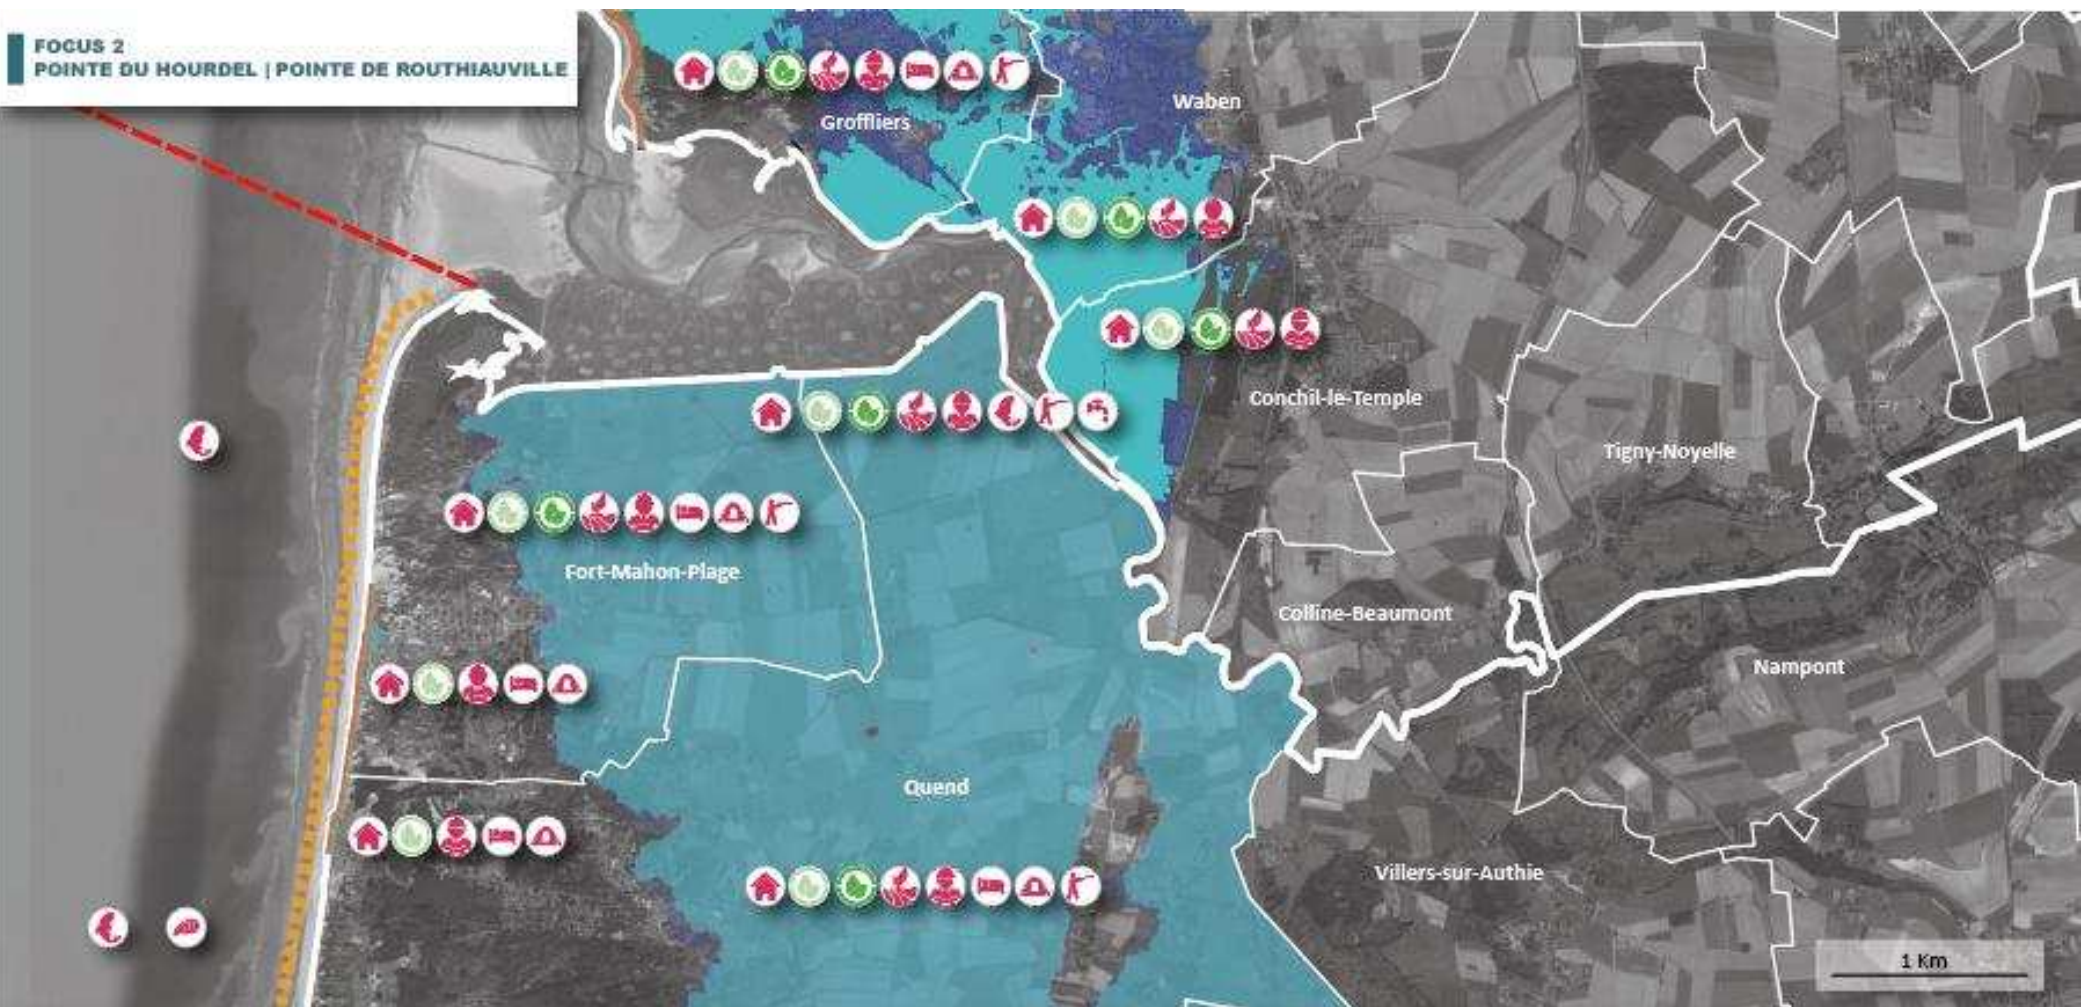 FOCUS 2
POINTE DU HOURDEL | POINTE DE ROUTHIAUVILLE
Waben
Groffliers
Conchil-le-Temple
Tigny-Noyelle
Fort-Mahon-Plage
Colline-Beaumont
Nampont
Quend
Villers-sur-Authie
1 Km